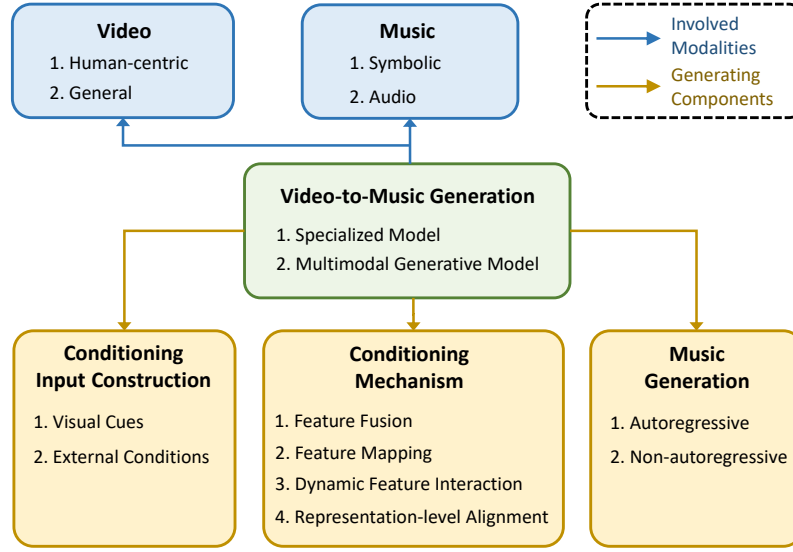 Video
1. Human-centric
2. General
Music
1. Symbolic
2. Audio
Involved
Modalities
Generating
Components
Video-to-Music Generation
1. Specialized Model
2. Multimodal Generative Model
Conditioning
Input Construction
1. Visual Cues
2. External Conditions
Conditioning
Mechanism
1. Feature Fusion
2. Feature Mapping
3. Dynamic Feature Interaction
4. Representation-level Alignment
Music
Generation
1. Autoregressive
2. Non-autoregressive